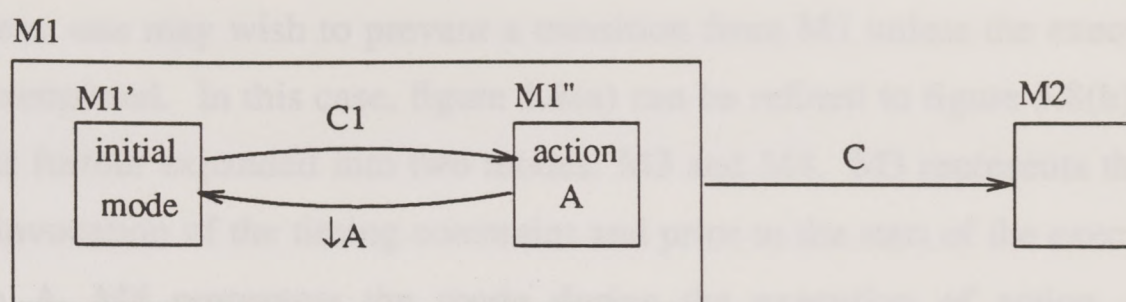 M1
M1’
M1"
M2
C1
C
initial
mode
action
A
↓A